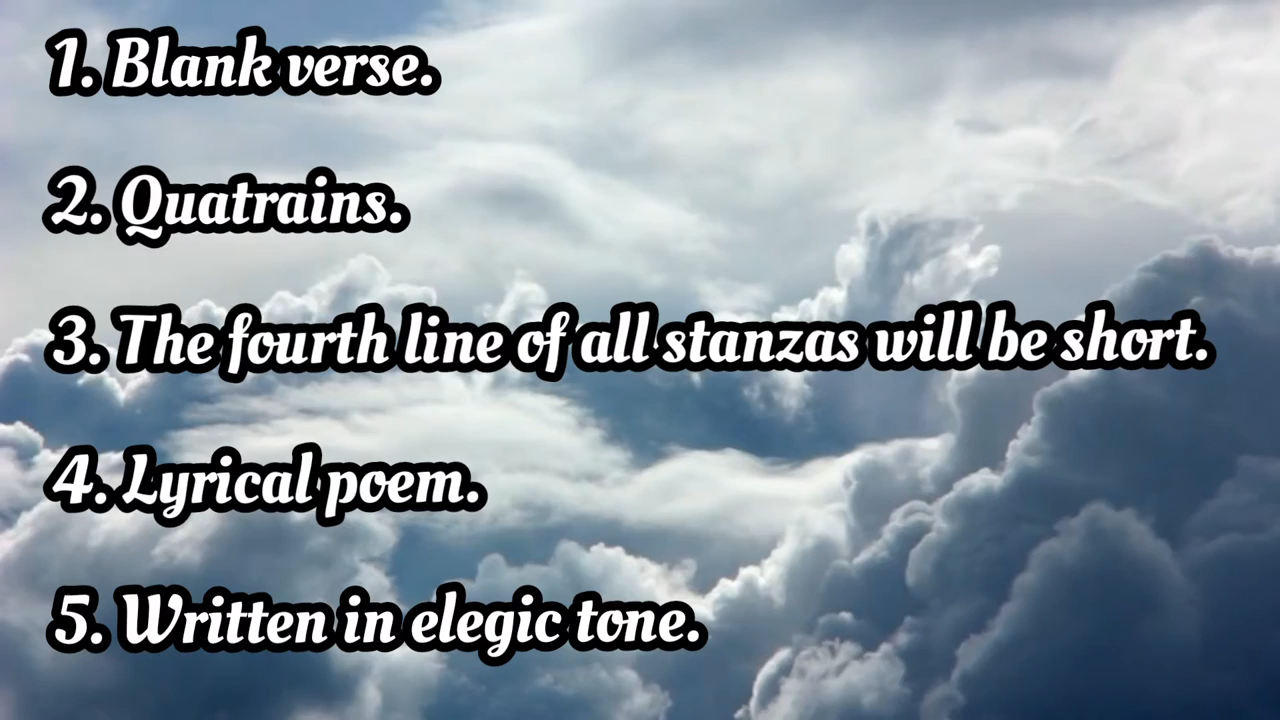 1. Blank verse.
2. Quatrains.
3. The fourth line of all stanzas will be short.
4. Lyrical poem.
5. Written in elegic tone.